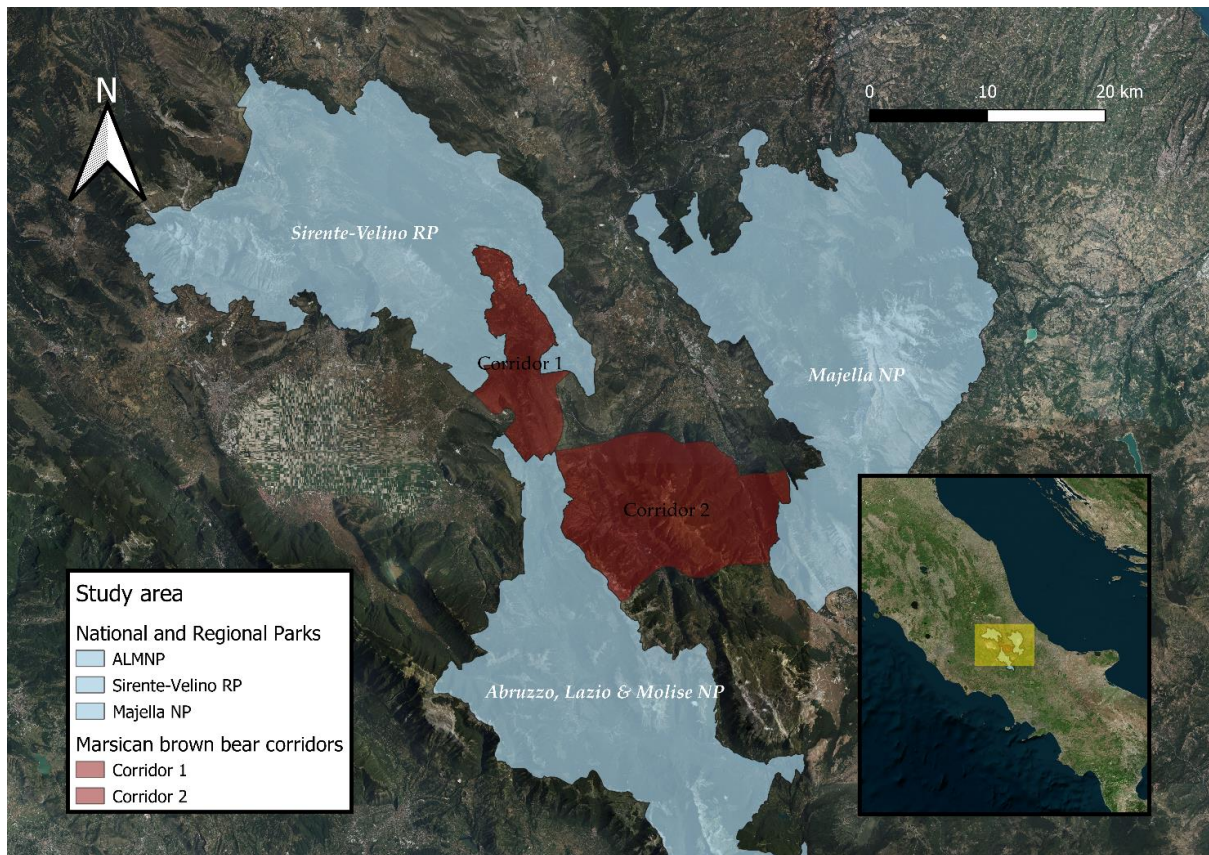 N
0 10 20 km
Sirente-Velino RP
Corridor 1
Majella NP
Corridor 2
Abruzzo, Lazio & Molise NP
Study area
National and Regional Parks
ALMNP
Sirente-Velino RP
Majella NP
Marsican brown bear corridors
Corridor 1
Corridor 2